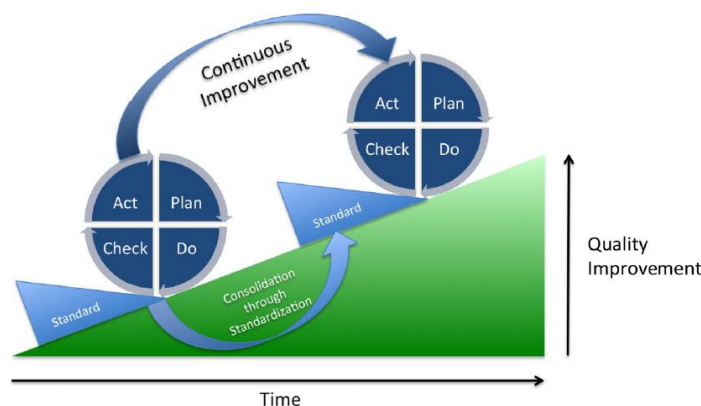 Continuous
Improvement
Act
Plan
Check
Do
Standard
Act
Plan
Check
Do
Standard
Consolidation
through
Standardization
Quality
Improvement
Time